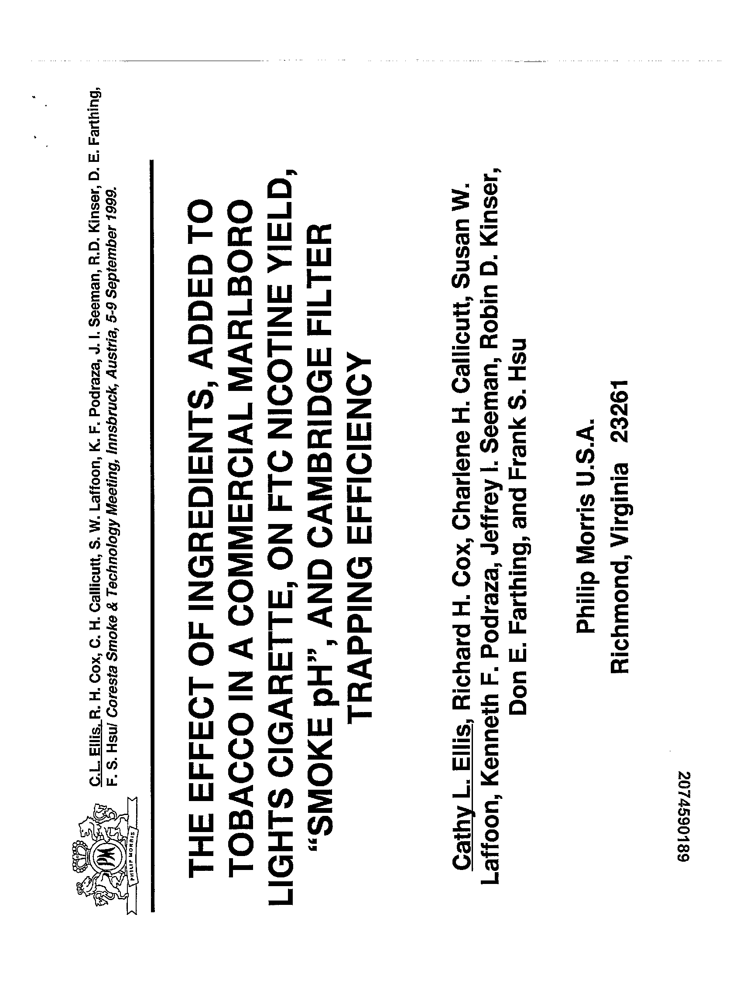 C.L. Ellis, R. H. Cox, C. H. Callicutt, S. W. Laffoon, K. F. Podraza, J. I. Seeman, R.D. Kinser, D. E. Farthing,
F. S. Hsu/ Coresta Smoke & Technology Meeting, Innsbruck, Austria, 5-9 September 1999.
PM
PHILIP MORRIS
THE EFFECT OF INGREDIENTS, ADDED TO
TOBACCO IN A COMMERCIAL MARLBORO
LIGHTS CIGARETTE, ON FTC NICOTINE YIELD,
“SMOKE pH”, AND CAMBRIDGE FILTER
TRAPPING EFFICIENCY
Cathy L. Ellis, Richard H. Cox, Charlene H. Callicutt, Susan W.
Laffoon, Kenneth F. Podraza, Jeffrey I. Seeman, Robin D. Kinser,
Don E. Farthing, and Frank S. Hsu
Philip Morris U.S.A.
Richmond, Virginia 23261
2074590189